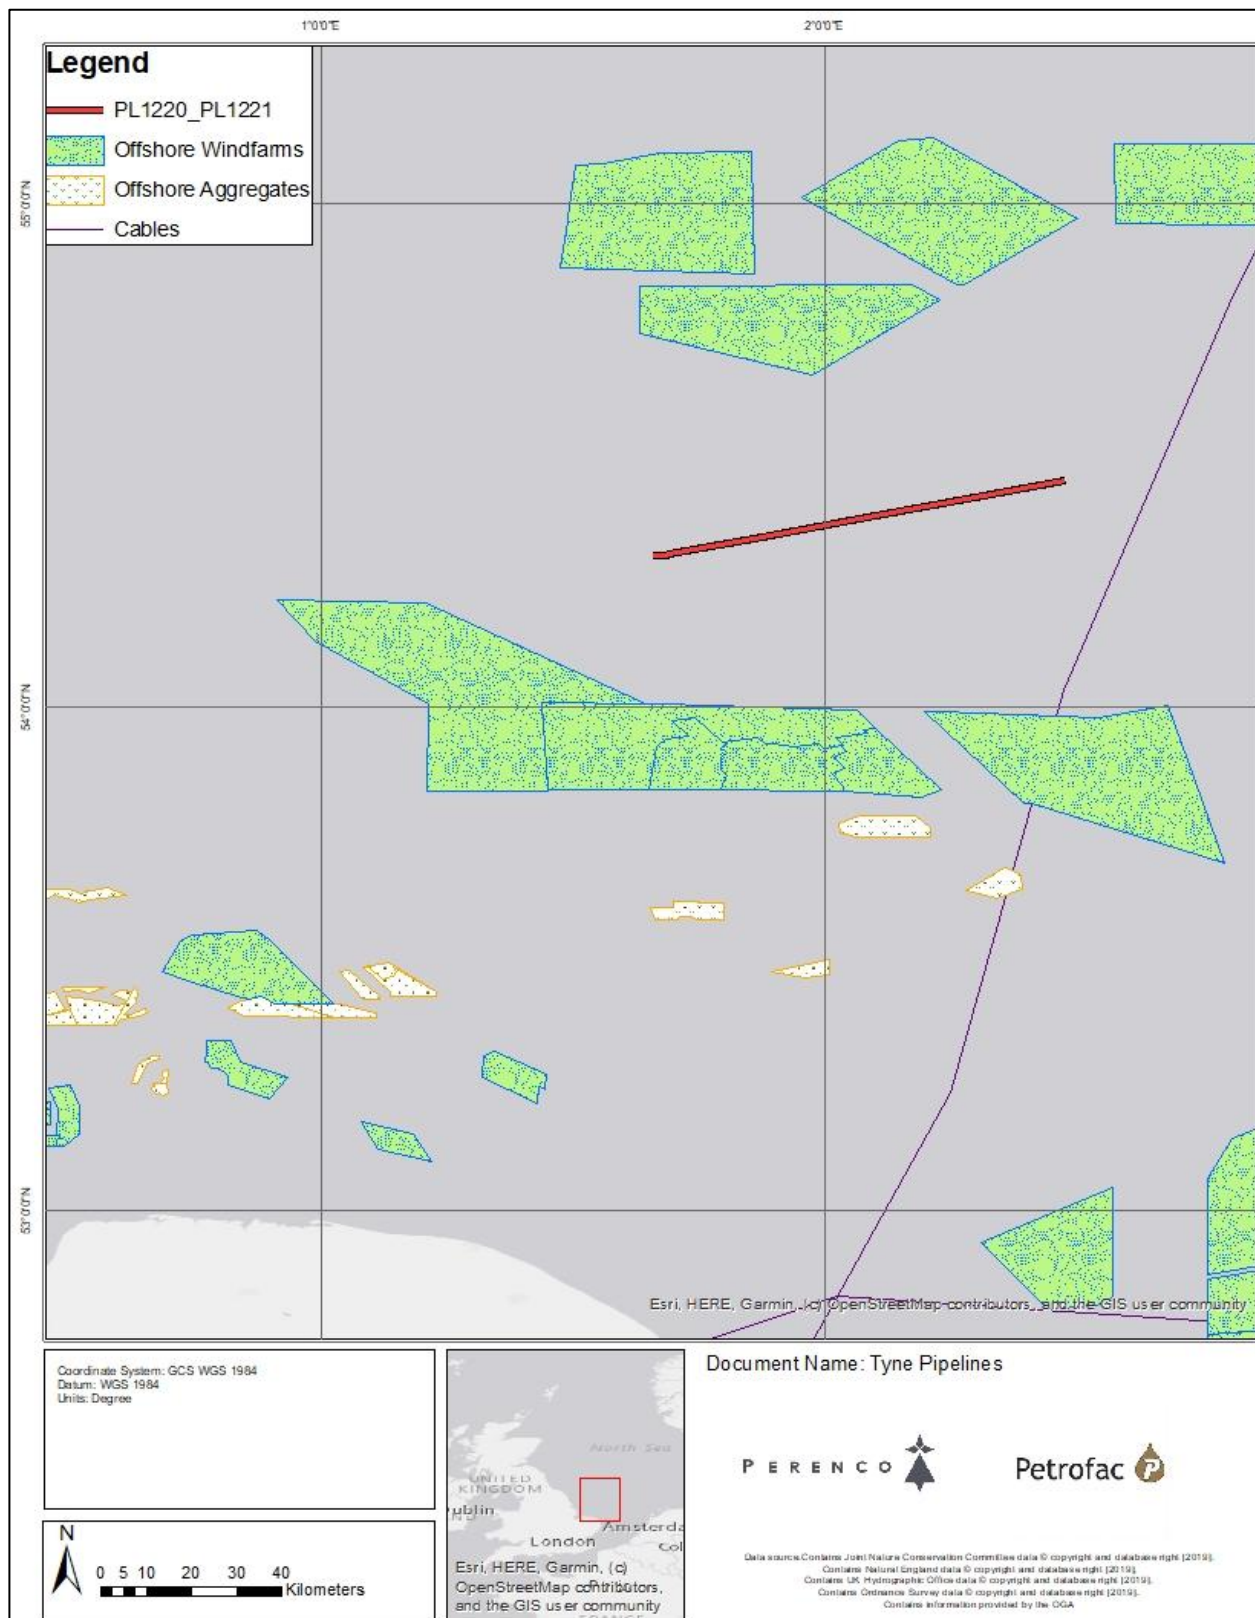 1°0'0"E
2°0'0"E
Legend
PL1220_PL1221
Offshore Windfarms
Offshore Aggregates
Cables
55°0'0"N
54°0'0"N
53°0'0"N
Esri, HERE, Garmin, (c) OpenStreetMap contributors, and the GIS user community
Coordinate System: GCS WGS 1984
Datum: WGS 1984
Units: Degree
N
0 5 10 20 30 40
Kilometers
North Sea
UNITED
KINGDOM
ublin
Amsterda
London
Col
Esri, HERE, Garmin, (c)
OpenStreetMap contributors,
and the GIS user community
Document Name: Tyne Pipelines
PERENCO
Petrofac
Data source:Contains Joint Nature Conservation Committee data © copyright and database right [2019].
Contains Natural England data © copyright and database right [2019],
Contains UK Hydrographic Office data © copyright and database right [2019],
Contains Ordnance Survey data © copyright and database right [2019].
Contains information provided by the OGA